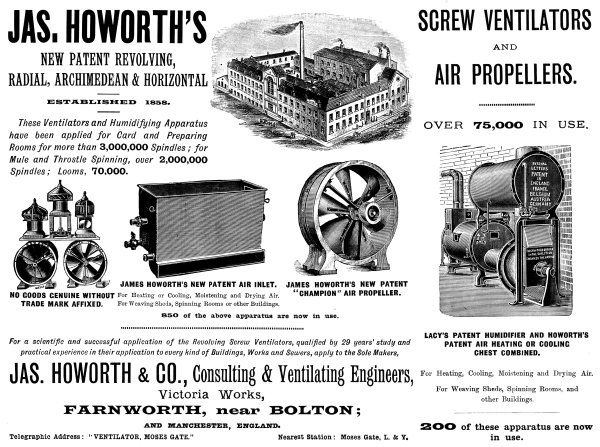 JAS. HOWORTH'S
NEW PATENT REVOLVING,
RADIAL, ARCHIMEDEAN & HORIZONTAL
ESTABLISHED 1858.
These Ventilators and Humidifying Apparatus
have been applied for Card and Preparing
Rooms for more than 3,000,000 Spindles; for
Mule and Throstle Spinning, over 2,000,000
Spindles; Looms, 70,000.
SCREW VENTILATORS
AND
AIR PROPELLERS.
OVER 75,000 IN USE.
NO GOODS GENUINE WITHOUT
TRADE MARK AFFIXED.
JAMES HOWORTH'S NEW PATENT AIR INLET.
For Heating or Cooling, Moistening and Drying Air.
For Weaving Sheds, Spinning Rooms or other Buildings.
JAMES HOWORTH'S NEW PATENT
"CHAMPION" AIR PROPELLER.
850 of the above apparatus are now in use.
PATENT
IN
ENGLAND
FRANCE
BELGIUM
AUSTRIA
GERMANY
LACY'S PATENT HUMIDIFIER AND HOWORTH'S
PATENT AIR HEATING OR COOLING
CHEST COMBINED.
For Heating, Cooling, Moistening and Drying Air.
For Weaving Sheds, Spinning Rooms, and
other Buildings.
200 of these apparatus are now
in use.
For a scientific and successful application of the Revolving Screw Ventilators, qualified by 29 years' study and
practical experience in their application to every kind of Buildings, Works and Sewers, apply to the Sole Makers,
JAS. HOWORTH & CO., Consulting & Ventilating Engineers,
Victoria Works,
FARNWORTH, near BOLTON;
AND MANCHESTER, ENGLAND.
Telegraphic Address: "VENTILATOR, MOSES GATE."
Nearest Station: Moses Gate, L. & Y.